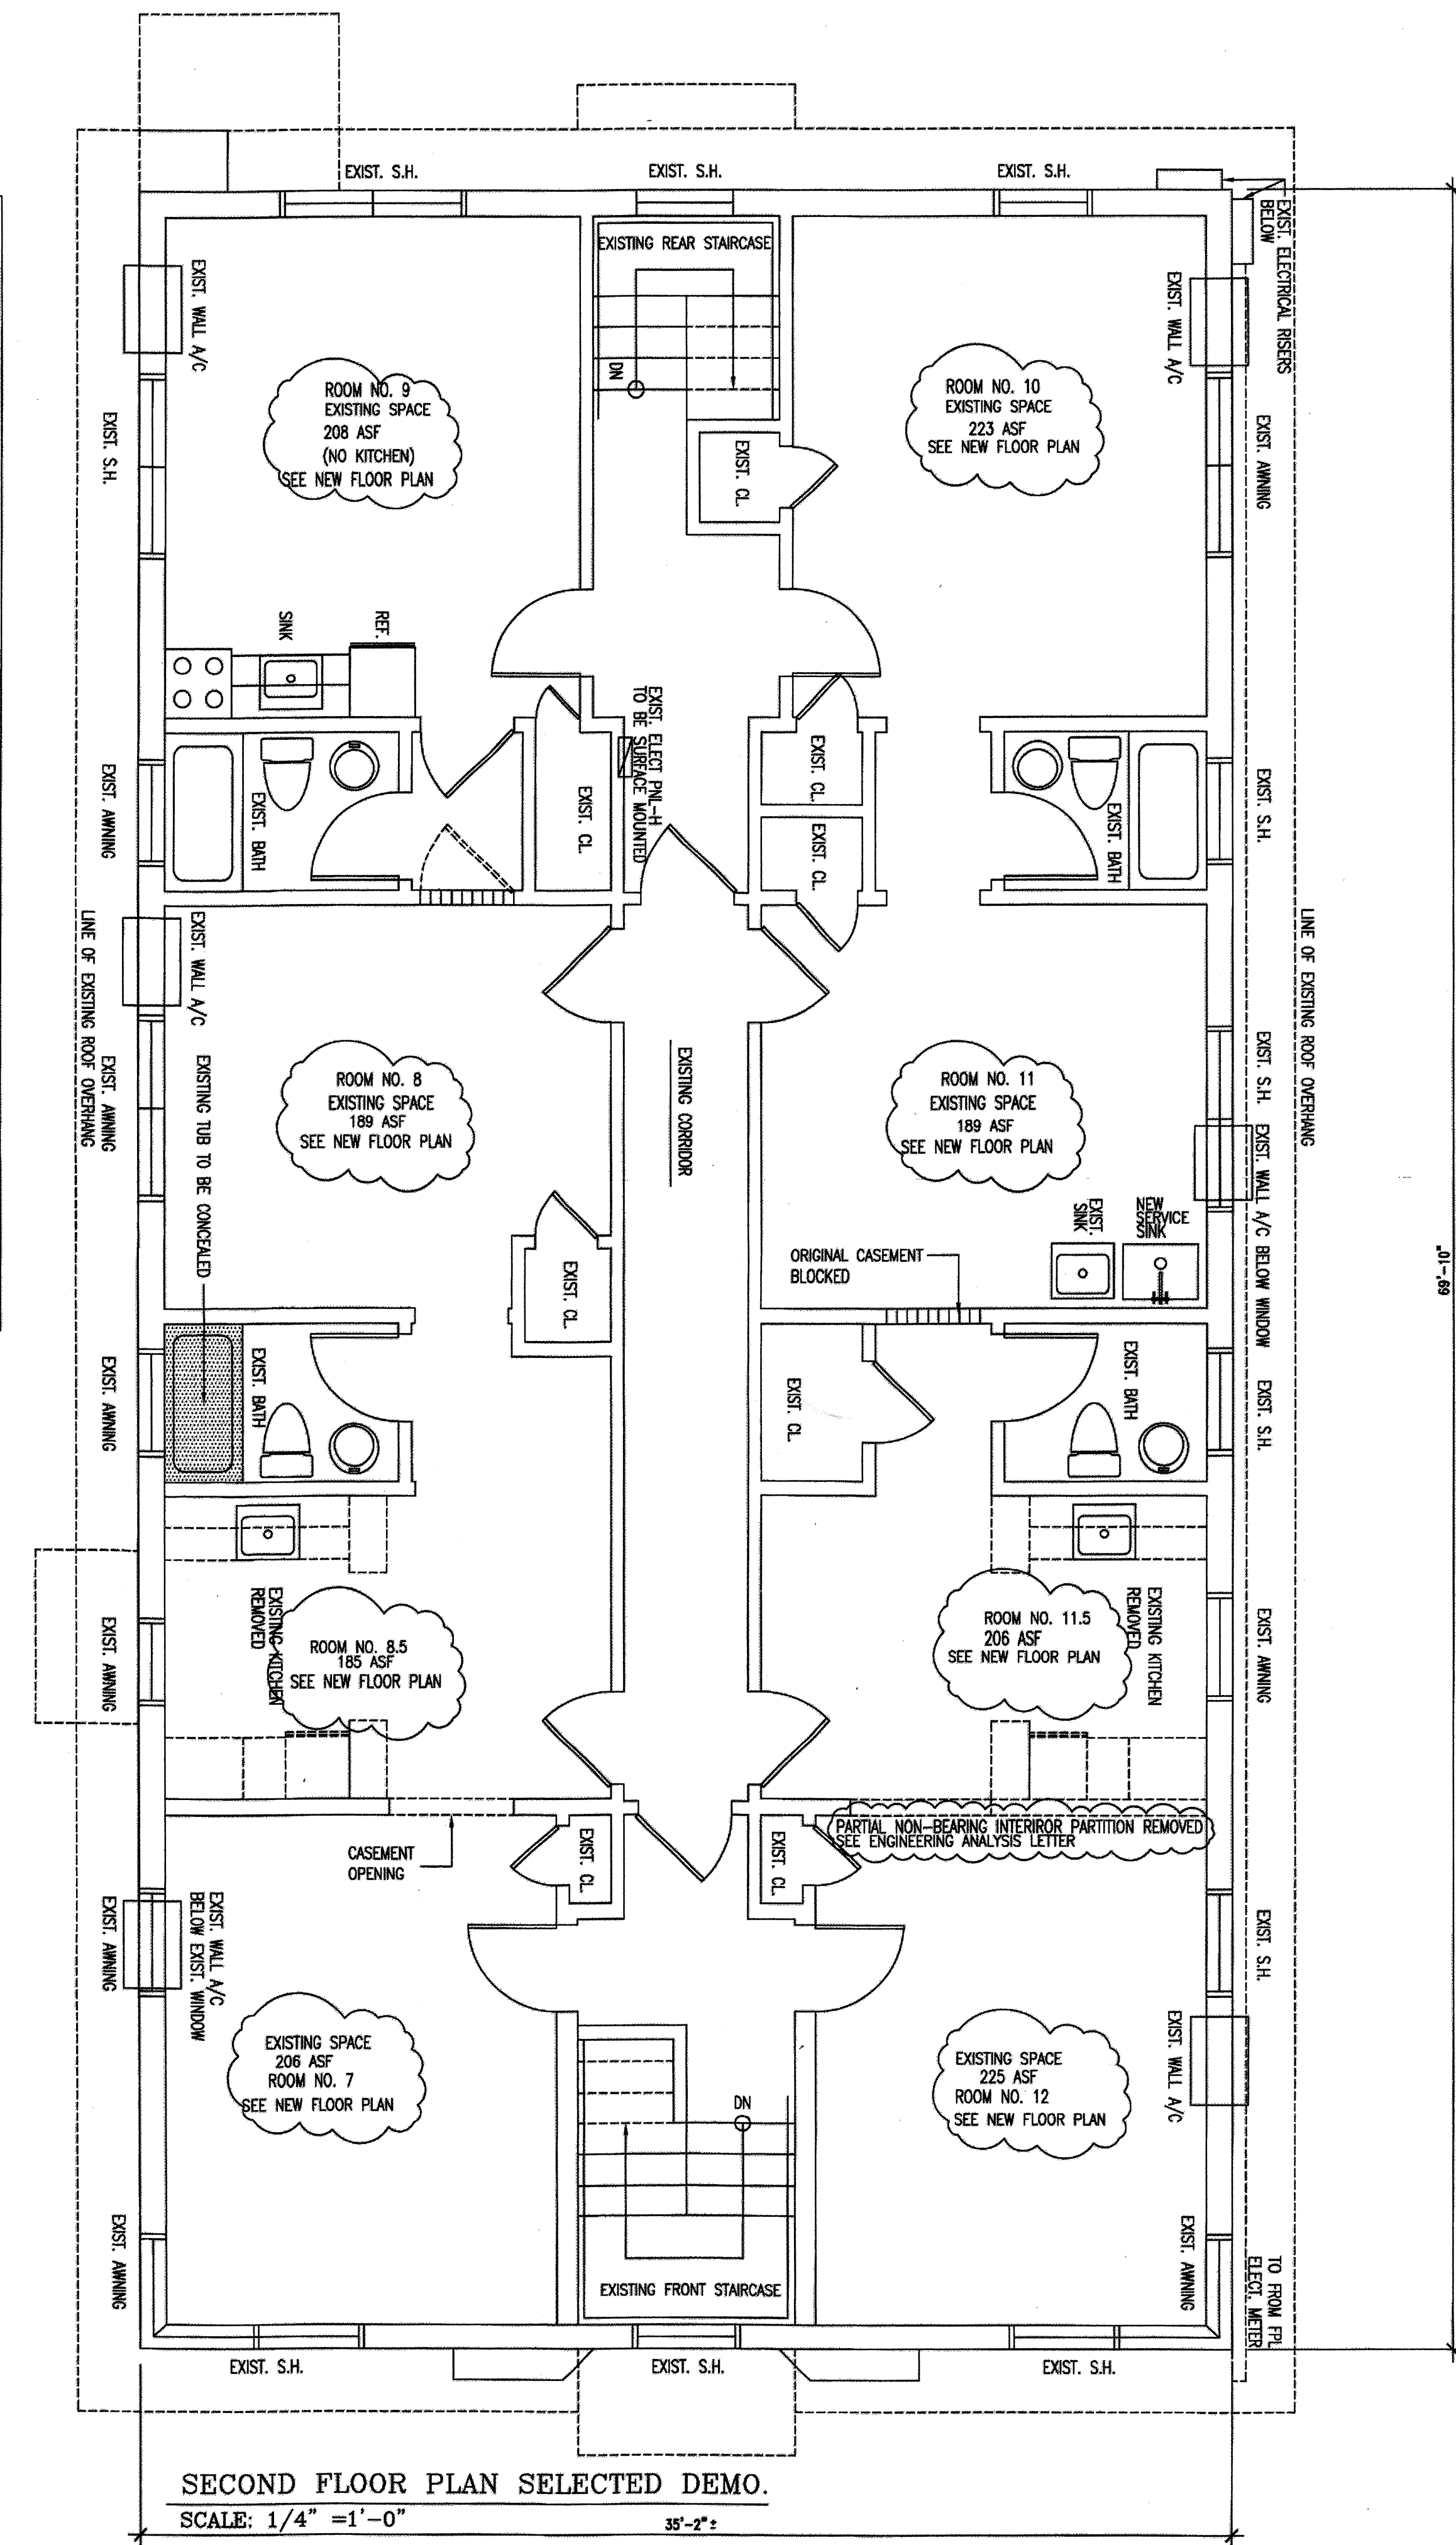 EXIST. S.H.
EXIST. S.H.
EXIST. S.H.
EXIST. ELECTRICAL RISERS
BELOW
EXISTING REAR STAIRCASE
EXIST. WALL A/C
EXIST. WALL A/C
DN
ROOM NO. 9
EXISTING SPACE
208 ASF
(NO KITCHEN)
SEE NEW FLOOR PLAN
ROOM NO. 10
EXISTING SPACE
223 ASF
SEE NEW FLOOR PLAN
EXIST. S.H.
EXIST. CL.
EXIST. AWNING
SINK
REF.
EXIST. ELECT PNL-H
TO BE SURFACE MOUNTED
EXIST. AWNING
EXIST. BATH
EXIST. CL.
EXIST. CL.
EXIST. CL.
EXIST. BATH
EXIST. S.H.
LINE OF EXISTING ROOF OVERHANG
EXIST. WALL A/C
LINE OF EXISTING ROOF OVERHANG
EXIST. AWNING
EXISTING TUB TO BE CONCEALED
ROOM NO. 8
EXISTING SPACE
189 ASF
SEE NEW FLOOR PLAN
EXISTING CORRIDOR
ROOM NO. 11
EXISTING SPACE
189 ASF
SEE NEW FLOOR PLAN
EXIST. S.H.
EXIST. WALL A/C BELOW WINDOW
EXIST.
SINK
NEW
SERVICE
SINK
ORIGINAL CASEMENT
BLOCKED
EXIST. CL.
69'-10"
EXIST. AWNING
EXIST. BATH
EXIST. CL.
EXIST. BATH
EXIST. S.H.
EXISTING KITCHEN
REMOVED
ROOM NO. 8.5
185 ASF
SEE NEW FLOOR PLAN
EXIST. AWNING
ROOM NO. 11.5
206 ASF
SEE NEW FLOOR PLAN
EXISTING KITCHEN
REMOVED
EXIST. AWNING
PARTIAL NON-BEARING INTERIROR PARTITION REMOVED
SEE ENGINEERING ANALYSIS LETTER
CASEMENT
OPENING
EXIST. CL.
EXIST. CL.
EXIST. AWNING
EXIST. WALL A/C
BELOW EXIST. WINDOW
EXIST. S.H.
EXISTING SPACE
206 ASF
ROOM NO. 7
SEE NEW FLOOR PLAN
EXISTING SPACE
225 ASF
ROOM NO. 12
SEE NEW FLOOR PLAN
EXIST. WALL A/C
DN
EXIST. AWNING
EXIST. AWNING
EXISTING FRONT STAIRCASE
TO FROM FPL
ELECT. METER
EXIST. S.H.
EXIST. S.H.
EXIST. S.H.
SECOND FLOOR PLAN SELECTED DEMO.
SCALE: 1/4" =1'-0"
35'-2"±